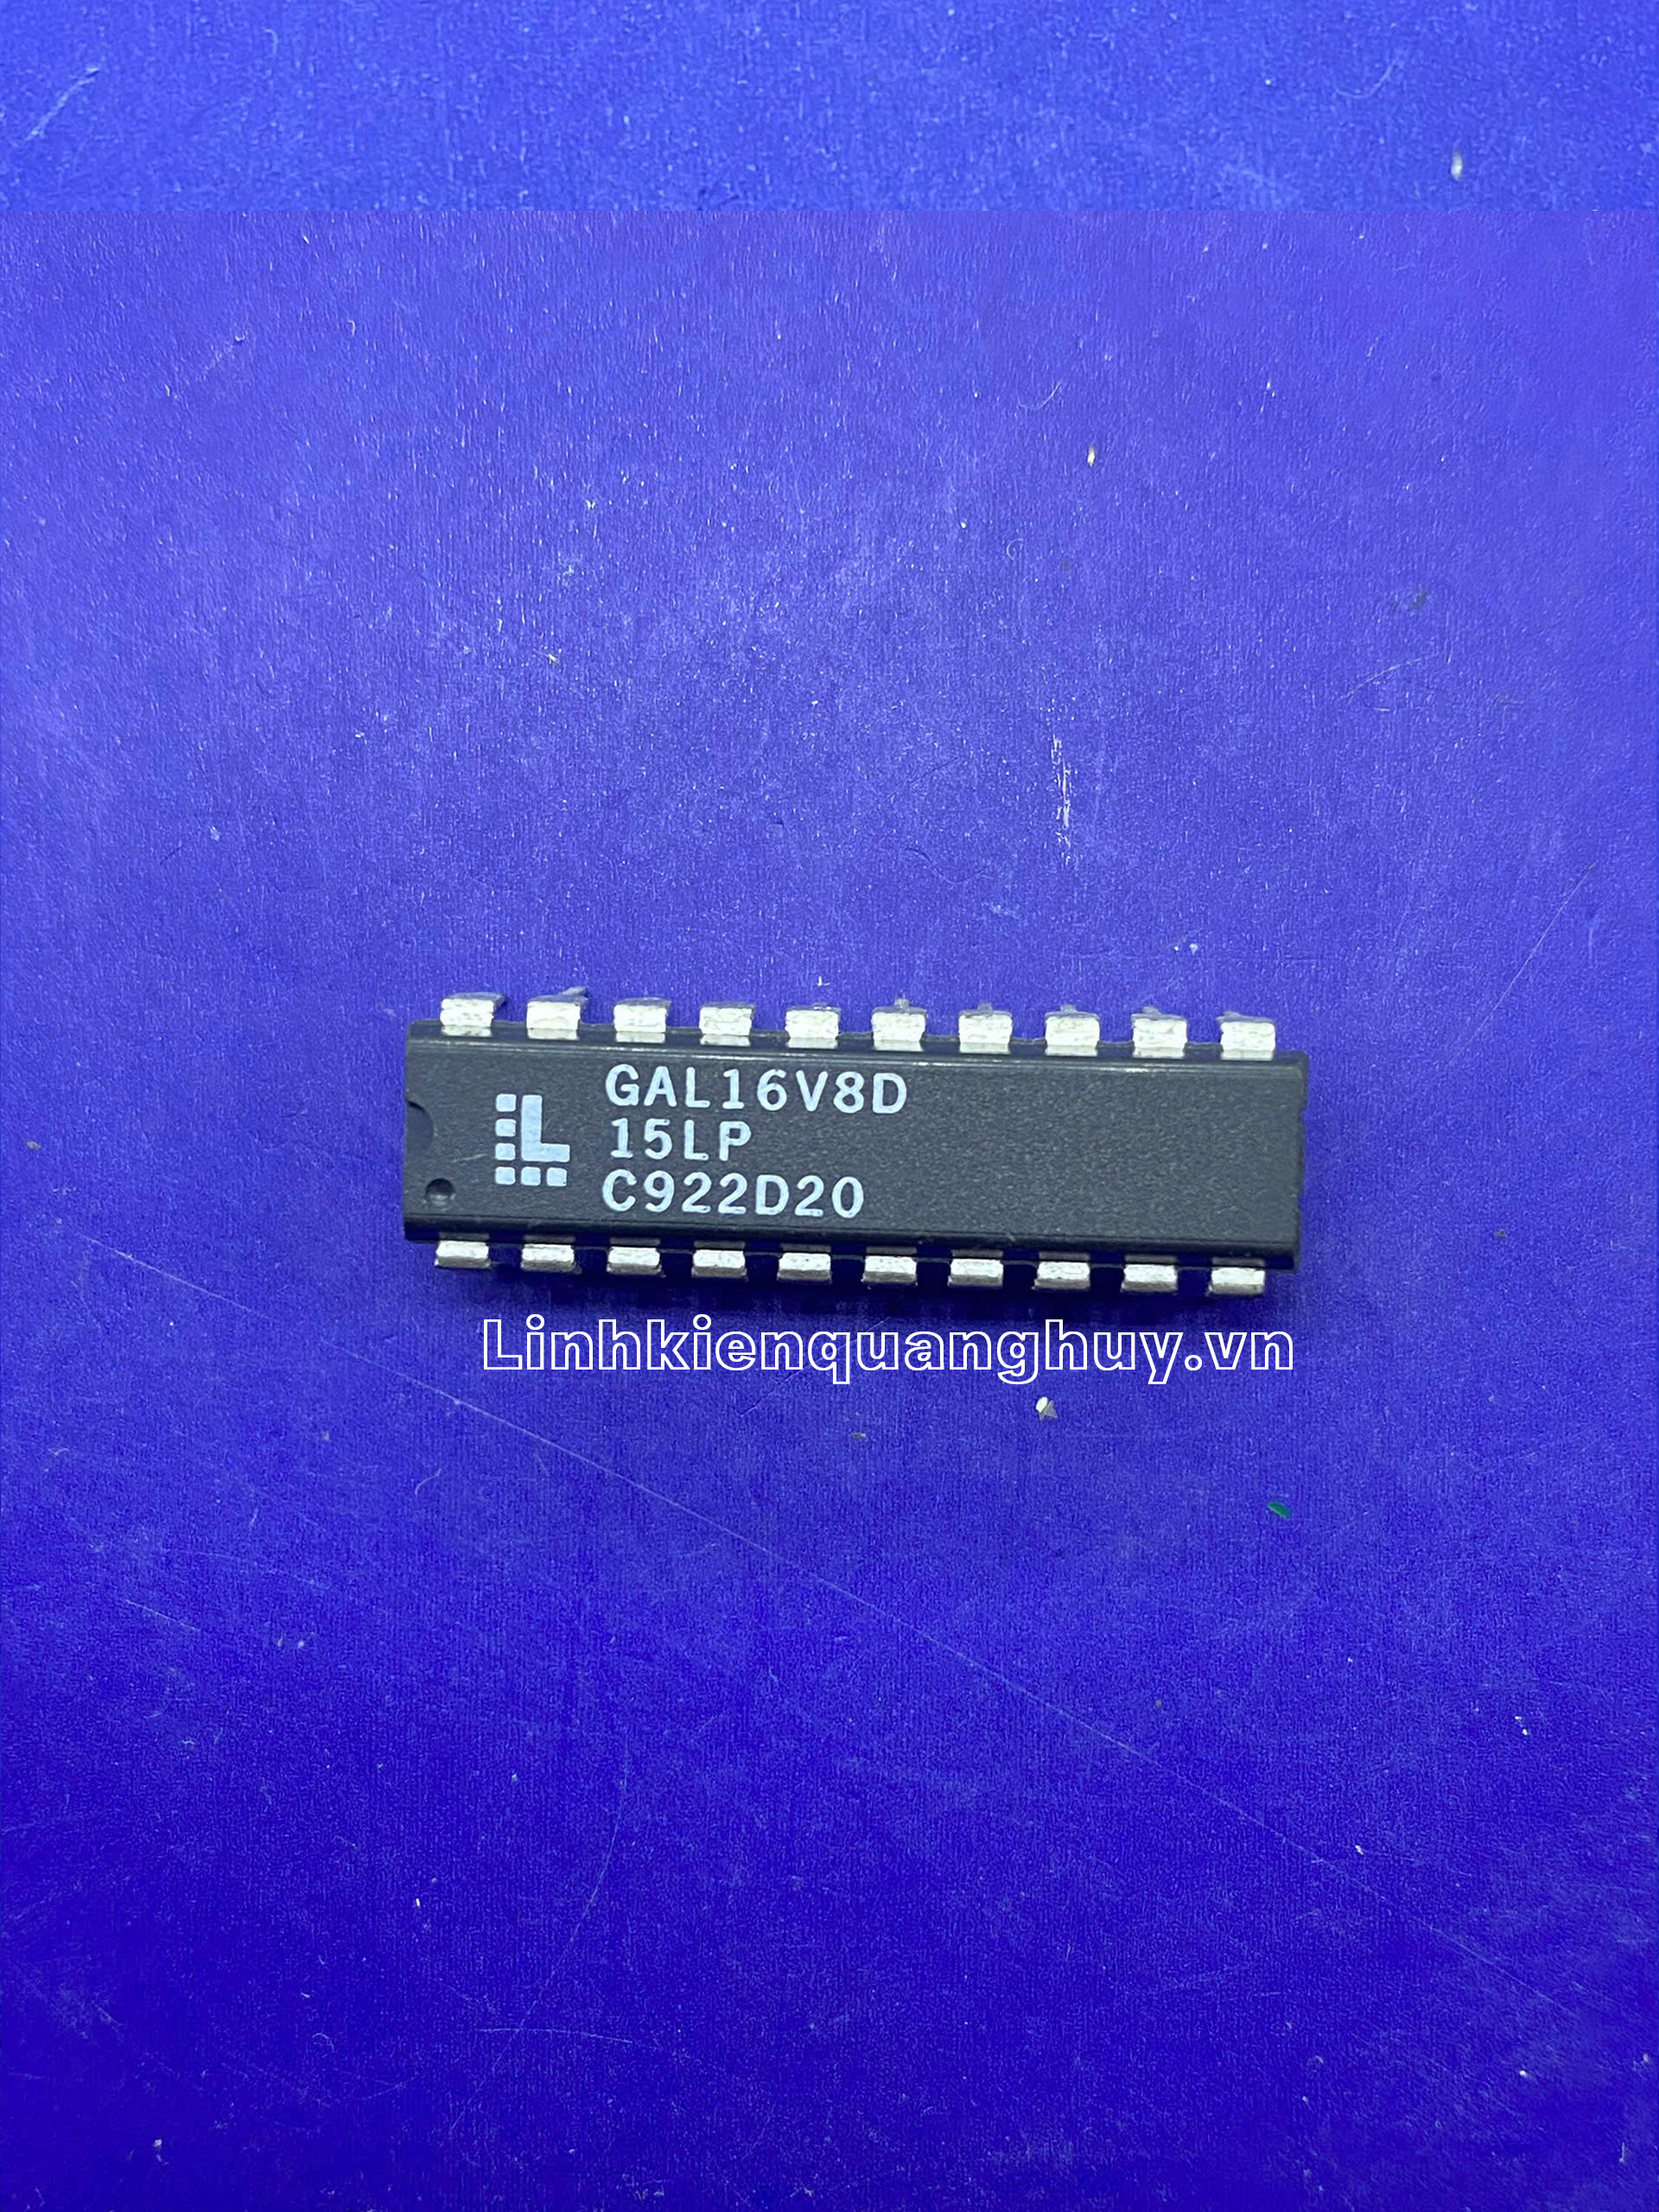 GAL16V8D
15LP
C922D20
Linhkienquanghuy.vn